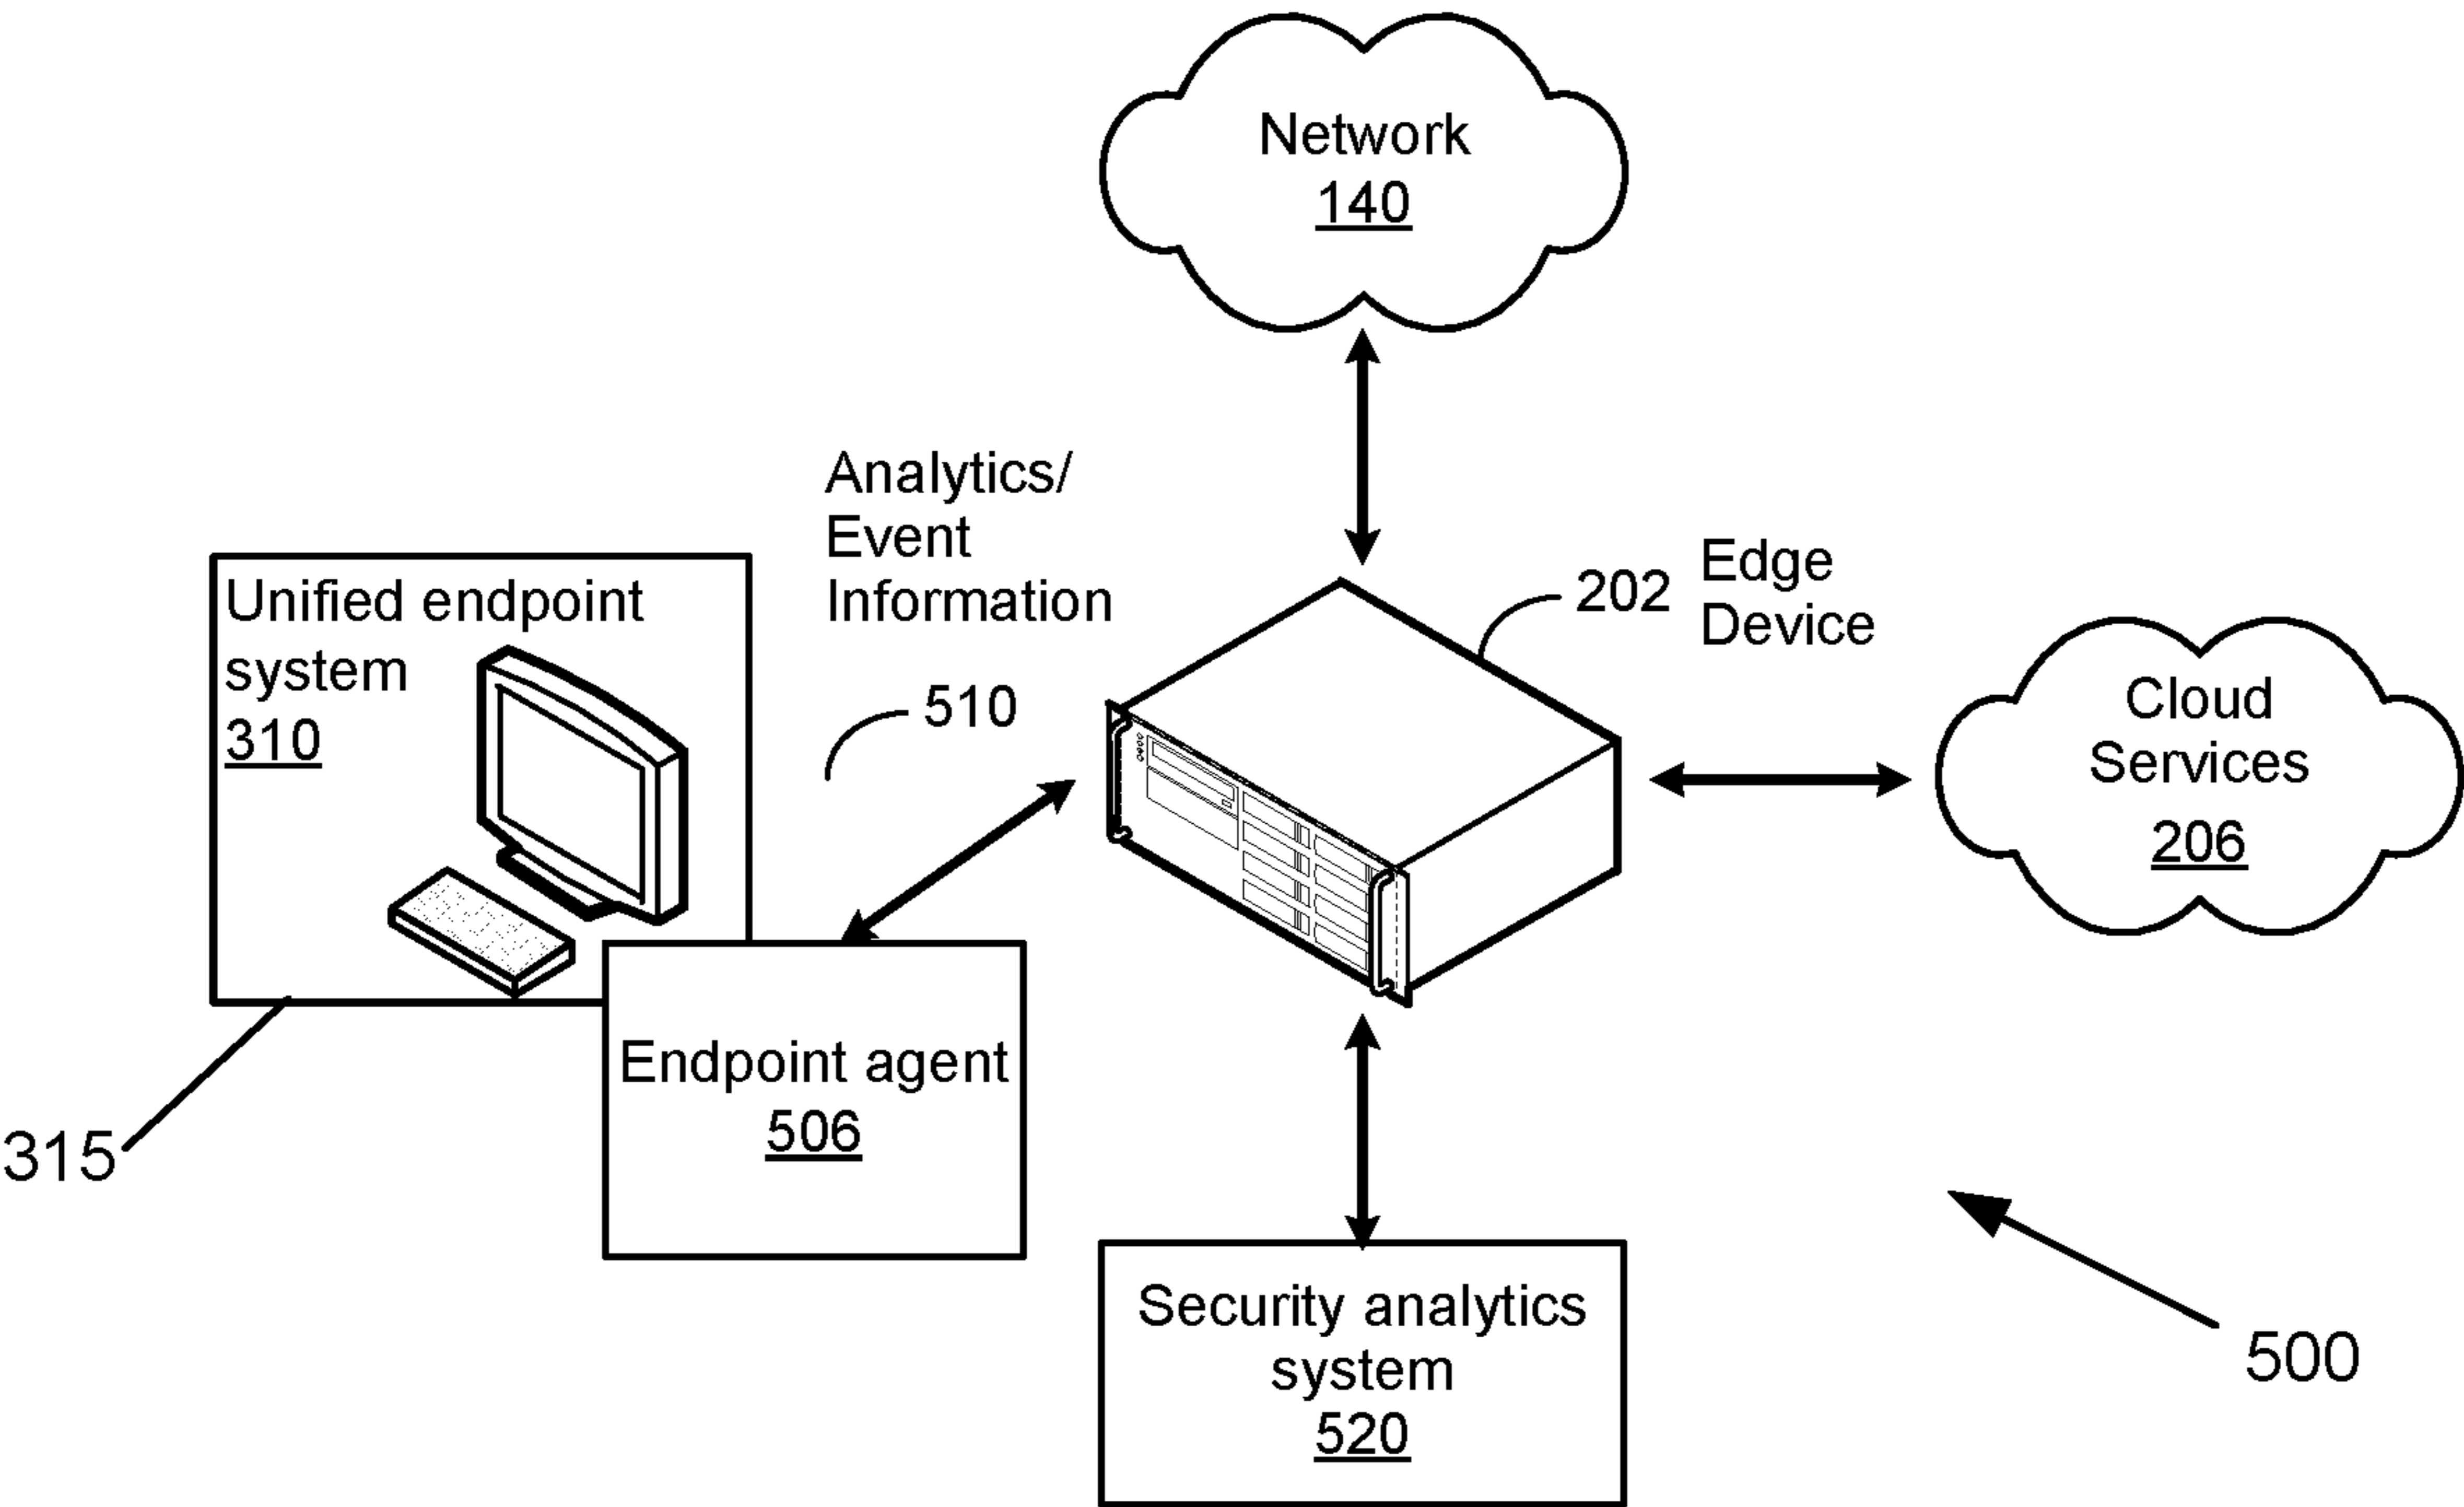 Network
140
Analytics/
Event
Information
510
202
Edge
Device
Unified endpoint
system
310
Cloud
Services
206
Endpoint agent
506
315
Security analytics
system
520
500